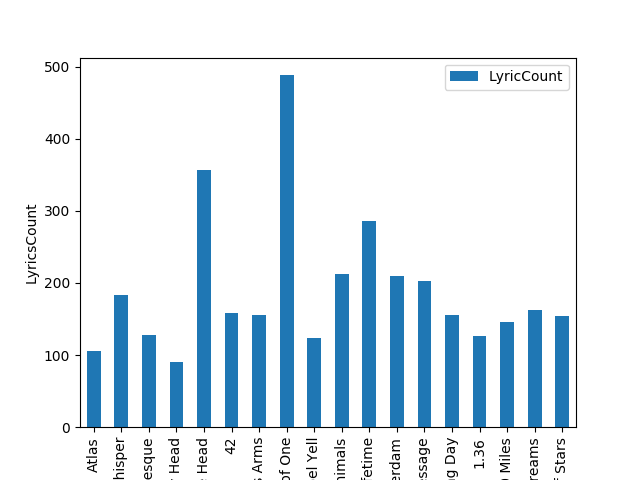 LyricCount
500
400
300
200
100
0
LyricsCount
Atlas
hisper
esque
Head
Head
42
Arms
of One
el Yell
nimals
fetime
erdam
essage
g Day
1.36
Miles
reams
Stars